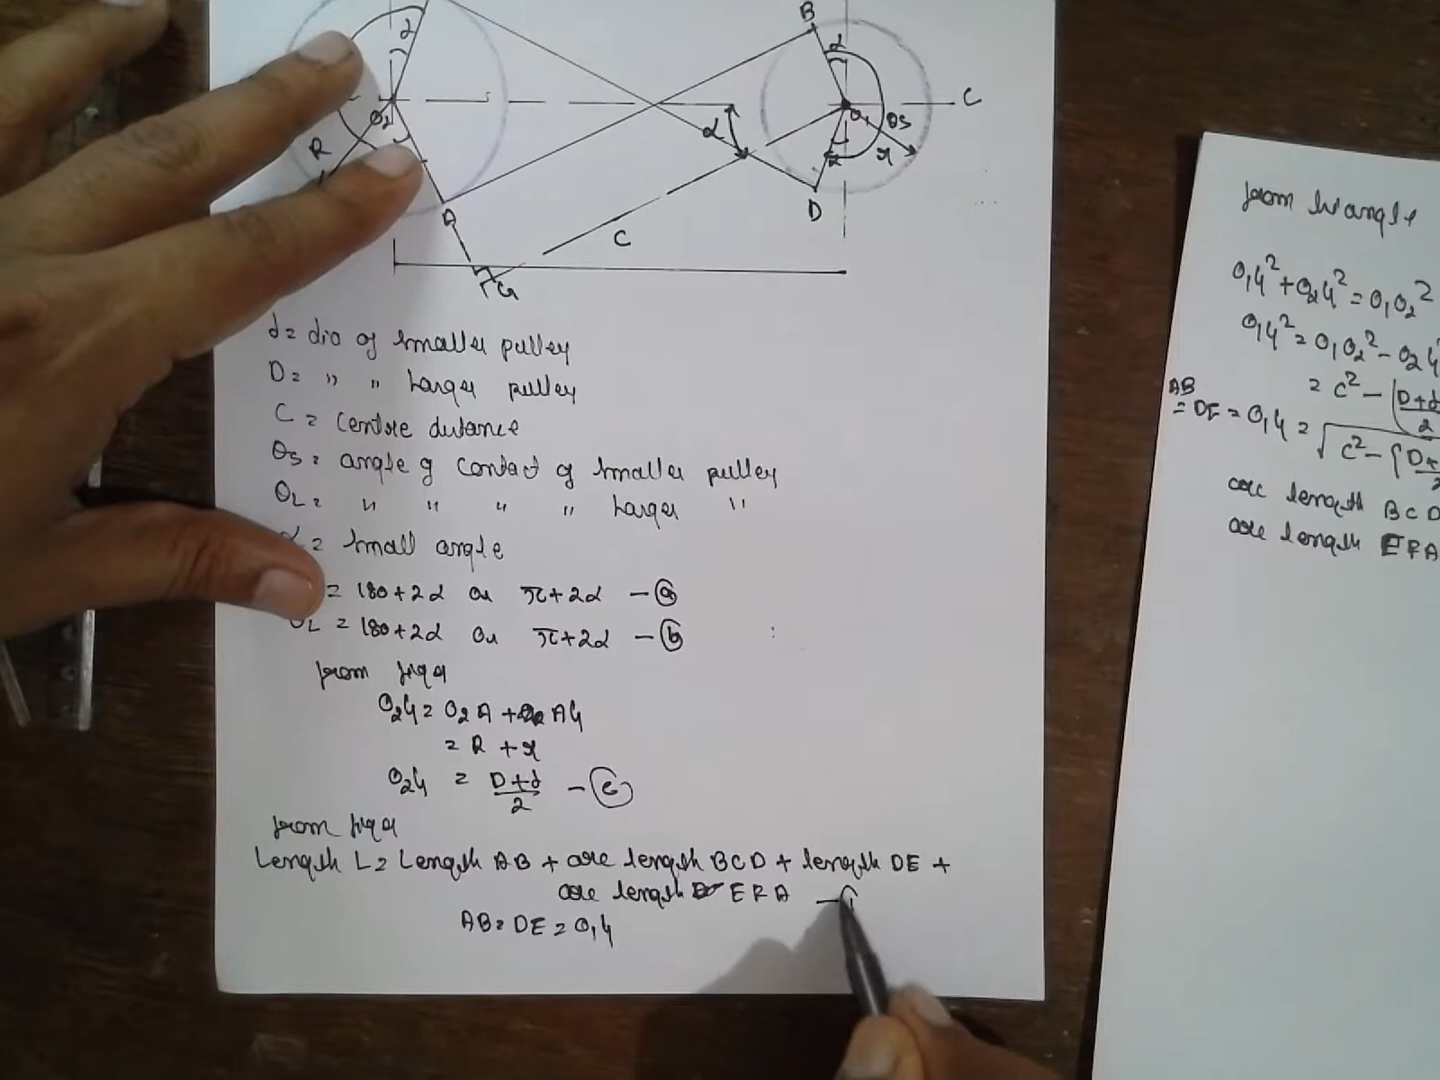 α
B
α
O₂
O₁
θs
C
R
α
r
α
A
D
C
G
d = dia of smaller pulley
D = " " Larger pulley
C = Centre distance
θs = angle of contact of smaller pulley
θL = " " " " Larger "
α = small angle
= 180+2α or π+2α - (a)
θL = 180+2α or π+2α - (b)
from fig a
O₂G = O₂A + AG
= R + r
O₂G = D+d/2 - (c)
from fig a
Length L = Length AB + arc length BCD + length DE +
arc length EFA -
AB = DE = O₁G
from triangle
O₁G² + O₂G² = O₁O₂²
O₁G² = O₁O₂² - O₂G²
= C² - (D+d/2
AB
= DE = O₁G = √C² - (D+/2
arc length BCD
arc length EFA